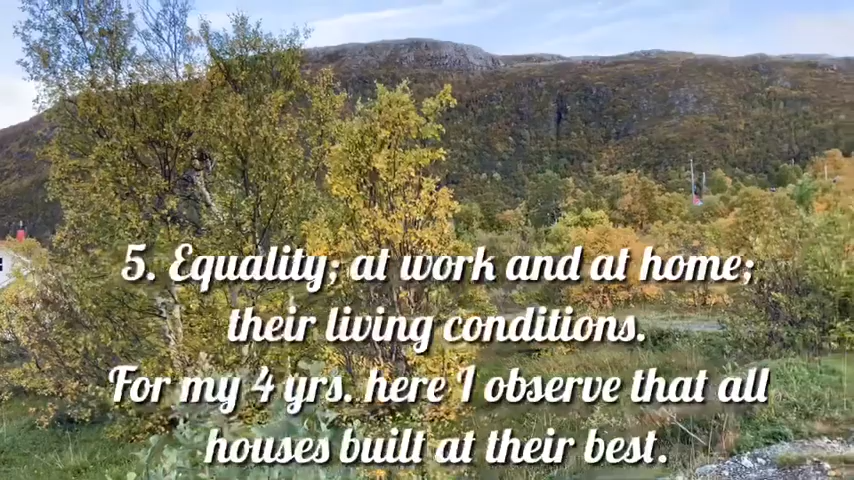 5. Equality; at work and at home;
their living conditions.
For my 4 yrs. here I observe that all
houses built at their best.